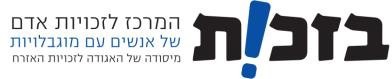 בזכות
המרכז לזכויות אדם
של אנשים עם מוגבלויות
מיסודה של האגודה לזכויות האזרח